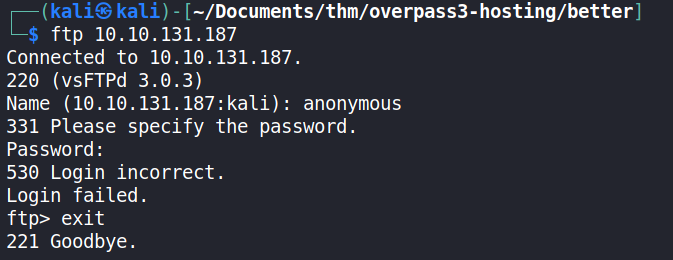 ┌──(kali㉿kali)-[~/Documents/thm/overpass3-hosting/better]
└─$ ftp 10.10.131.187
Connected to 10.10.131.187.
220 (vsFTPd 3.0.3)
Name (10.10.131.187:kali): anonymous
331 Please specify the password.
Password:
530 Login incorrect.
Login failed.
ftp> exit
221 Goodbye.